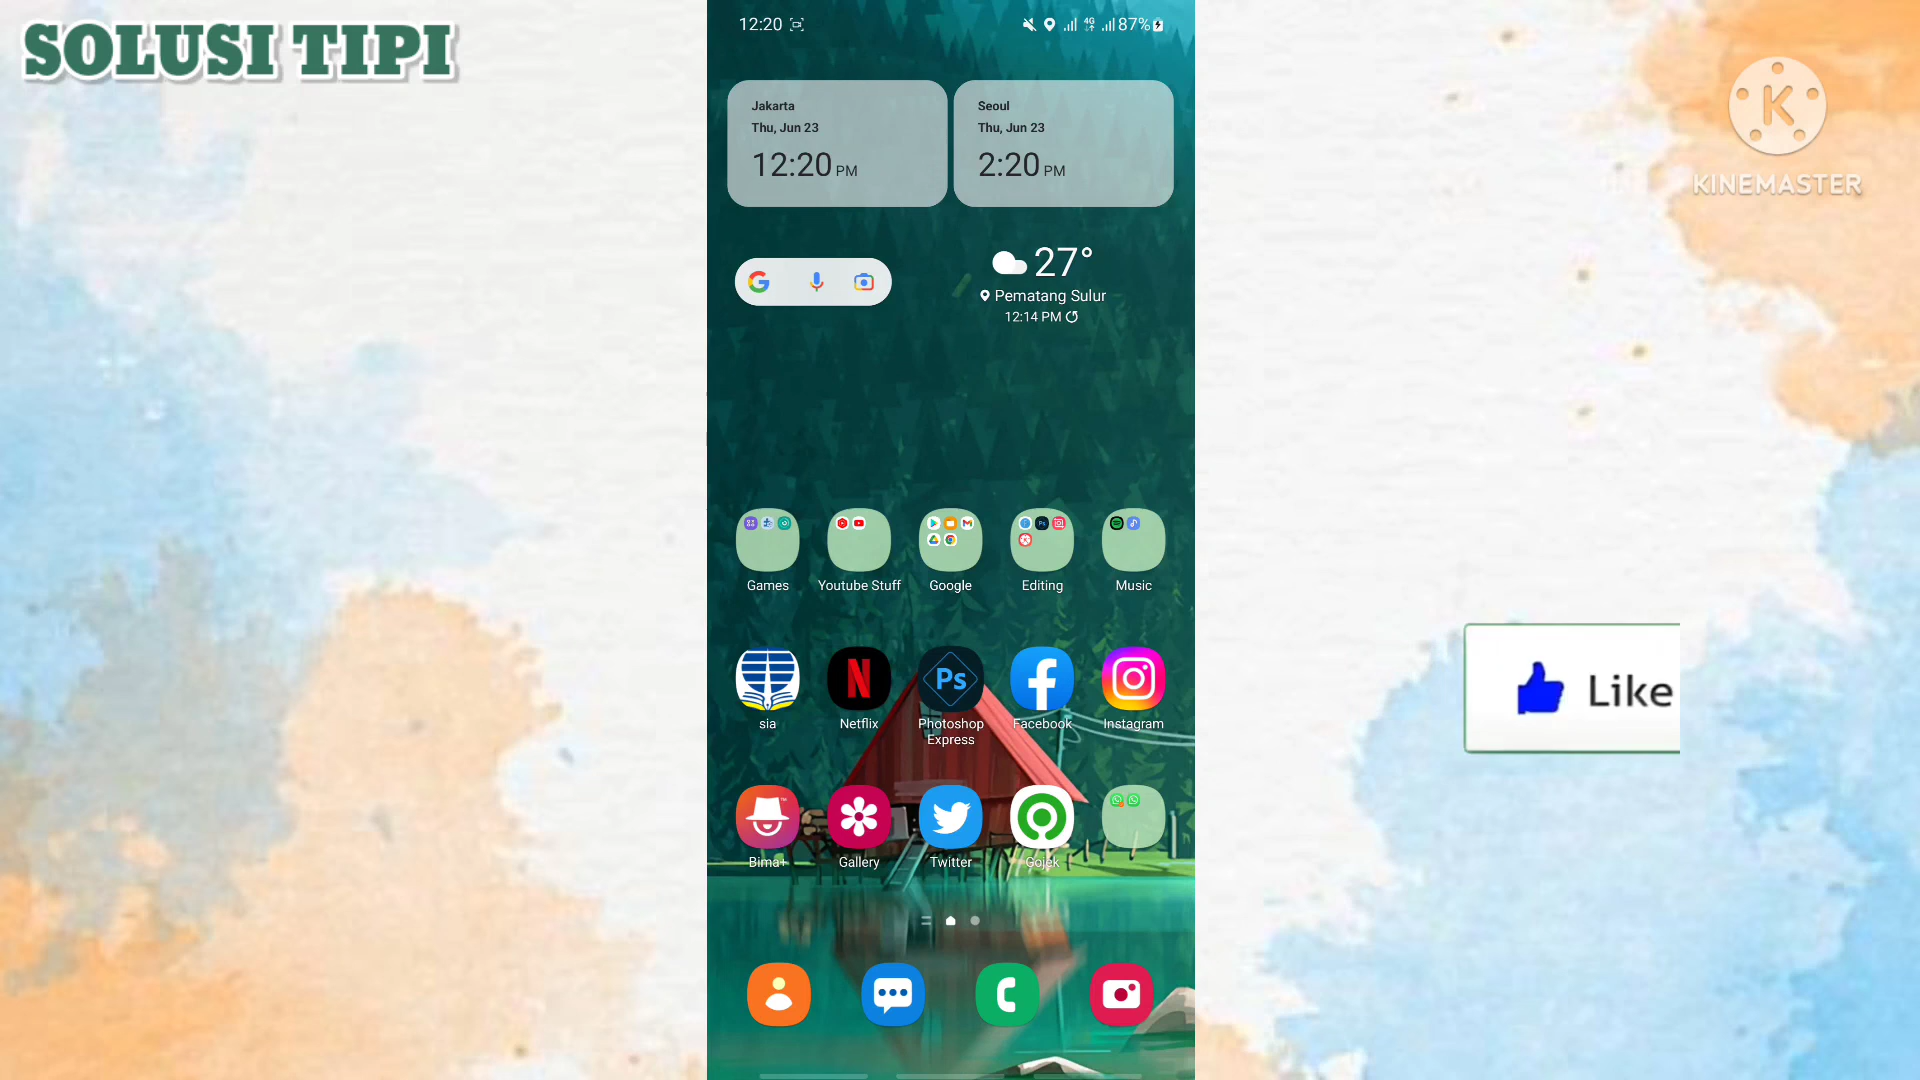 SOLUSI TIPI
12:20
4G
87%
Jakarta
Thu, Jun 23
12:20 PM
Seoul
Thu, Jun 23
2:20 PM
K
KINEMASTER
G
27°
Pematang Sulur
12:14 PM
Games
Youtube Stuff
Google
Editing
Music
Ps
sia
Netflix
Photoshop
Express
Facebook
Instagram
Like
Bima+
Gallery
Twitter
Gojek